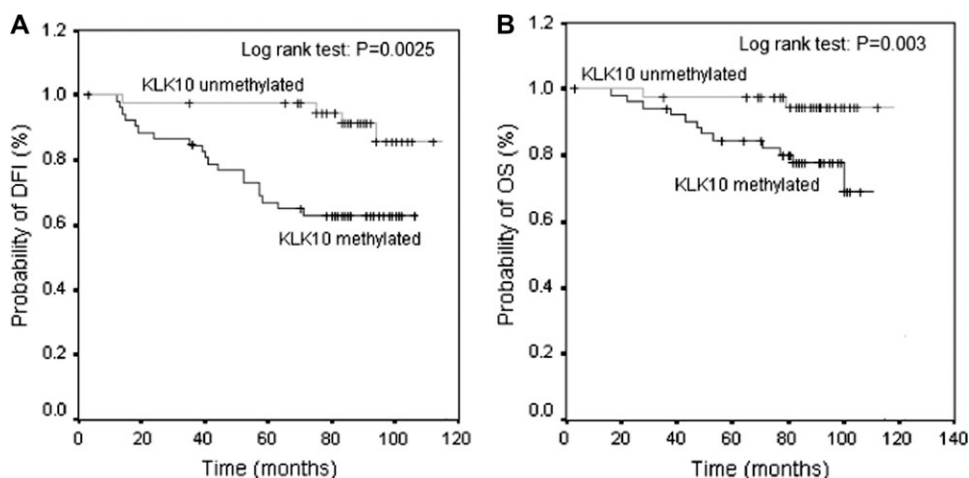 A
Log rank test: P=0.0025
KLK10 unmethylated
KLK10 methylated
Probability of DFI (%)
1.2
1.0
0.8
0.6
0.4
0.2
0.0
0 20 40 60 80 100 120
Time (months)
B
Log rank test: P=0.003
KLK10 unmethylated
KLK10 methylated
Probability of OS (%)
1.2
1.0
0.8
0.6
0.4
0.2
0.0
0 20 40 60 80 100 120 140
Time (months)